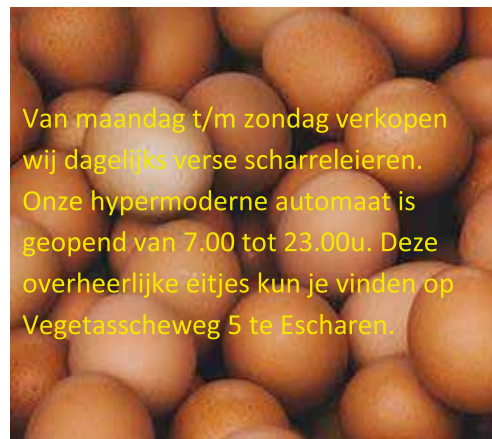 Van maandag t/m zondag verkopen
wij dagelijks verse scharreleieren.
Onze hypermoderne automaat is
geopend van 7.00 tot 23.00u. Deze
overheerlijke eitjes kun je vinden op
Vegetasscheweg 5 te Escharen.